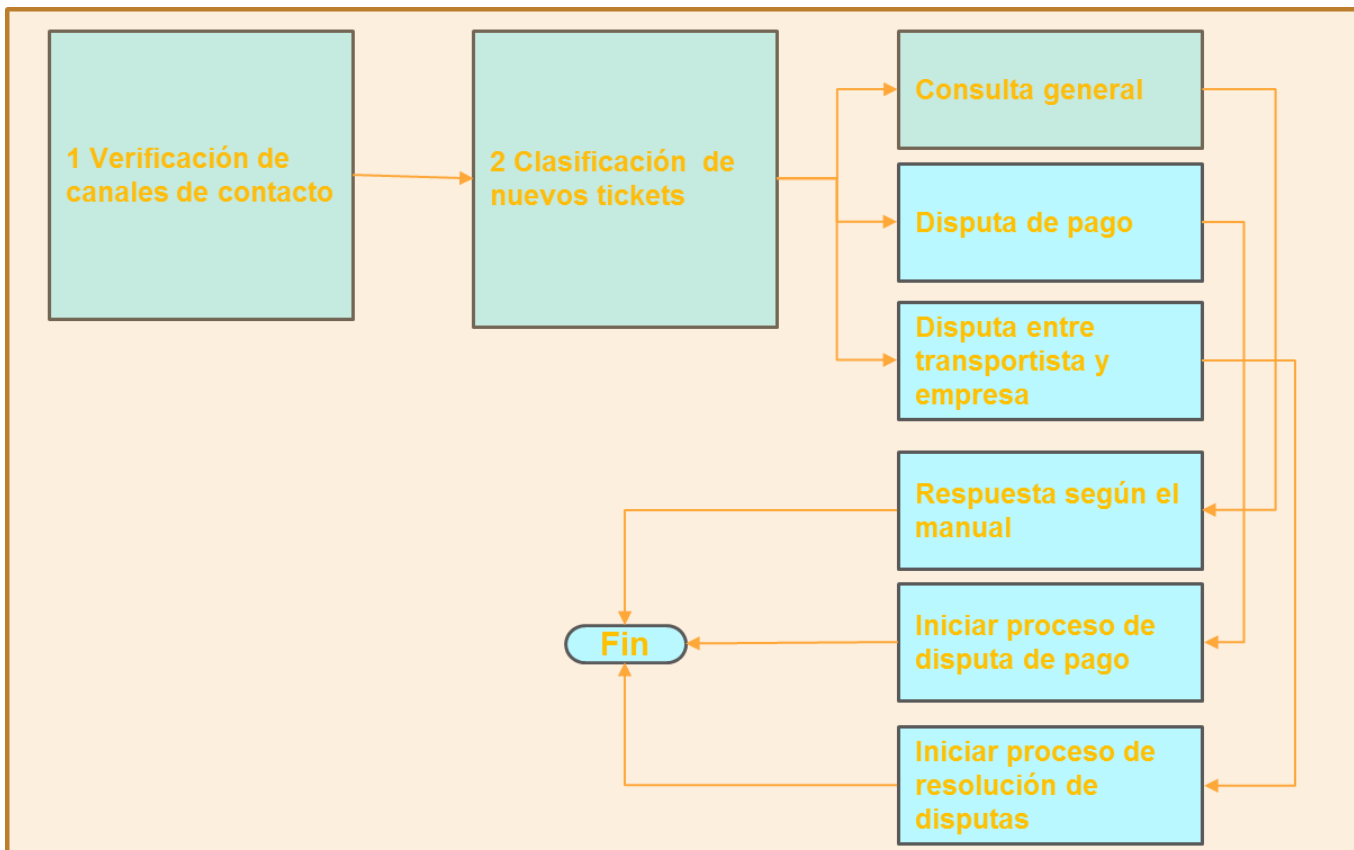 1 Verificación de
canales de contacto
2 Clasificación  de
nuevos tickets
Consulta general
Disputa de pago
Disputa entre
transportista y
empresa
Respuesta según el
manual
Iniciar proceso de
disputa de pago
Fin
Iniciar proceso de
resolución de
disputas